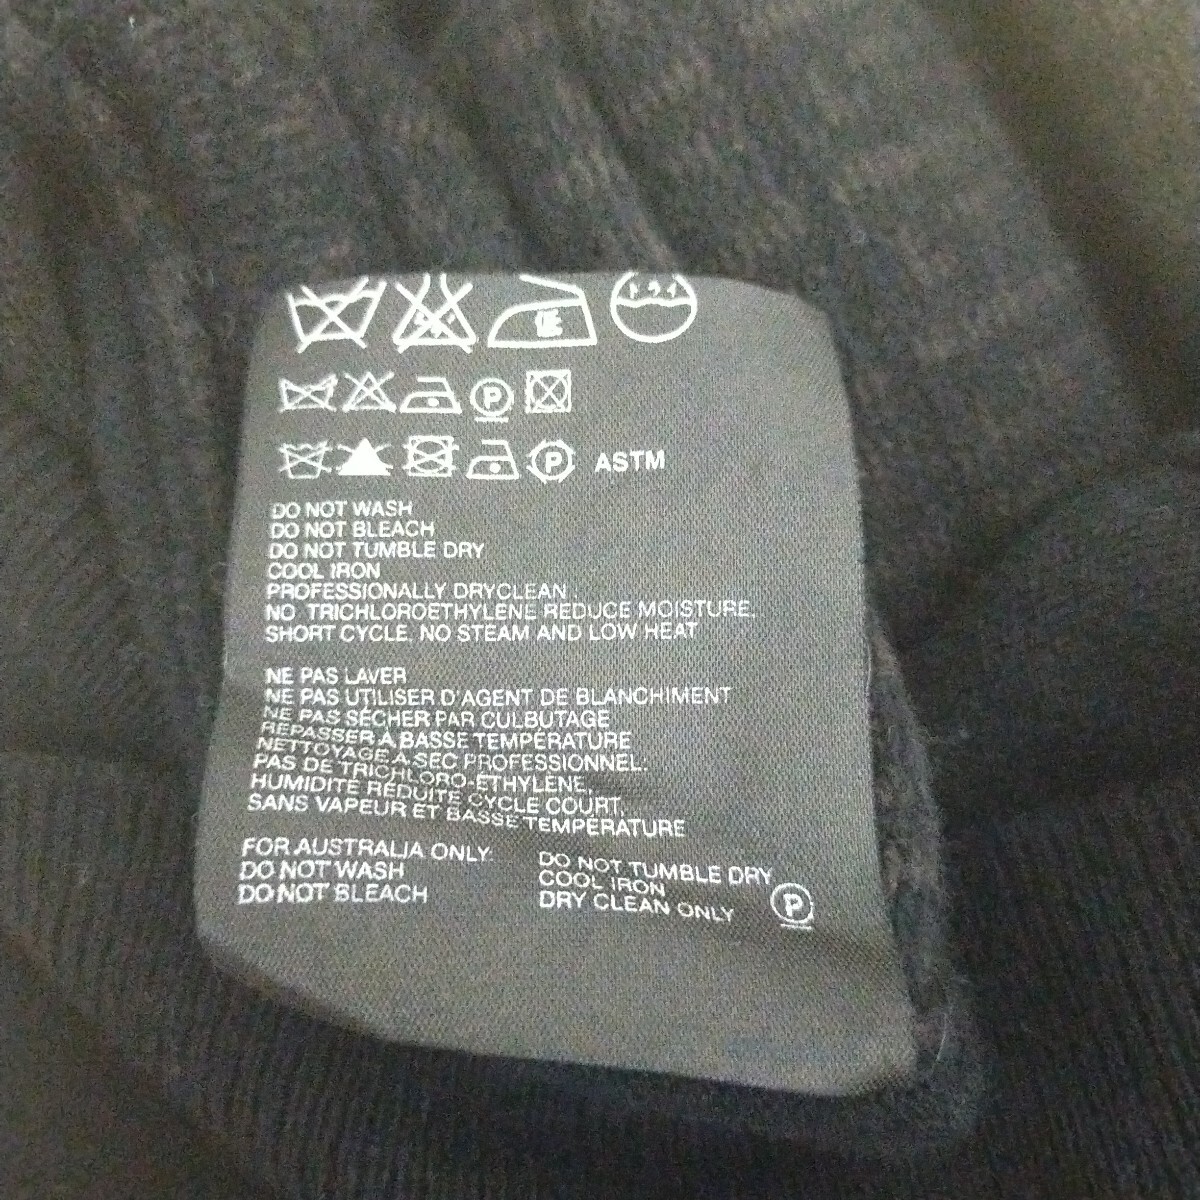 ASTM
DO NOT WASH
DO NOT BLEACH
DO NOT TUMBLE DRY
COOL IRON
PROFESSIONALLY DRYCLEAN.
NO TRICHLOROETHYLENE REDUCE MOISTURE,
SHORT CYCLE, NO STEAM AND LOW HEAT
NE PAS LAVER
NE PAS UTILISER D'AGENT DE BLANCHIMENT
NE PAS SÉCHER PAR CULBUTAGE
REPASSER A BASSE TEMPÉRATURE
NETTOYAGE A SEC PROFESSIONNEL.
PAS DE TRICHLORO-ÉTHYLÈNE,
HUMIDITÉ RÉDUITE CYCLE COURT,
SANS VAPEUR ET BASSE TEMPÉRATURE
FOR AUSTRALIA ONLY:
DO NOT WASH
DO NOT BLEACH
DO NOT TUMBLE DRY
COOL IRON
DRY CLEAN ONLY
P